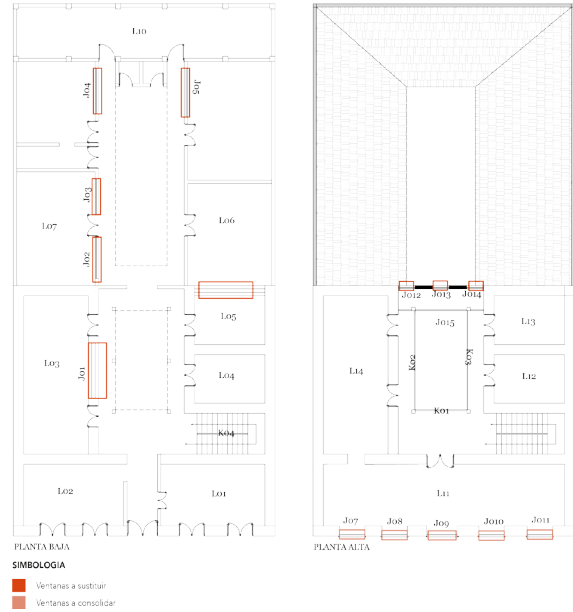 L10
J04
J05
J03
L07
L06
J02
L05
L03
J01
L04
K04
L02
L01
PLANTA BAJA
J012 J013 J014
J015
L13
K02
K03
L14
L12
K01
L11
J07 J08 J09 J010 J011
PLANTA ALTA
SIMBOLOGIA
Ventanas a sustituir
Ventanas a consolidar